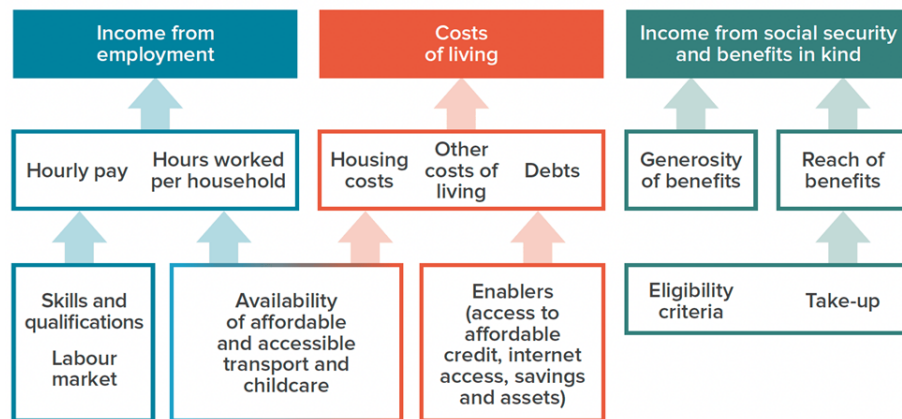 Income from
employment
Costs
of living
Income from social security
and benefits in kind
Hourly pay
Hours worked
per household
Housing
costs
Other
costs of
living
Debts
Generosity
of benefits
Reach of
benefits
Skills and
qualifications
Labour
market
Availability
of affordable
and accessible
transport and
childcare
Enablers
(access to
affordable
credit, internet
access, savings
and assets)
Eligibility
criteria
Take-up